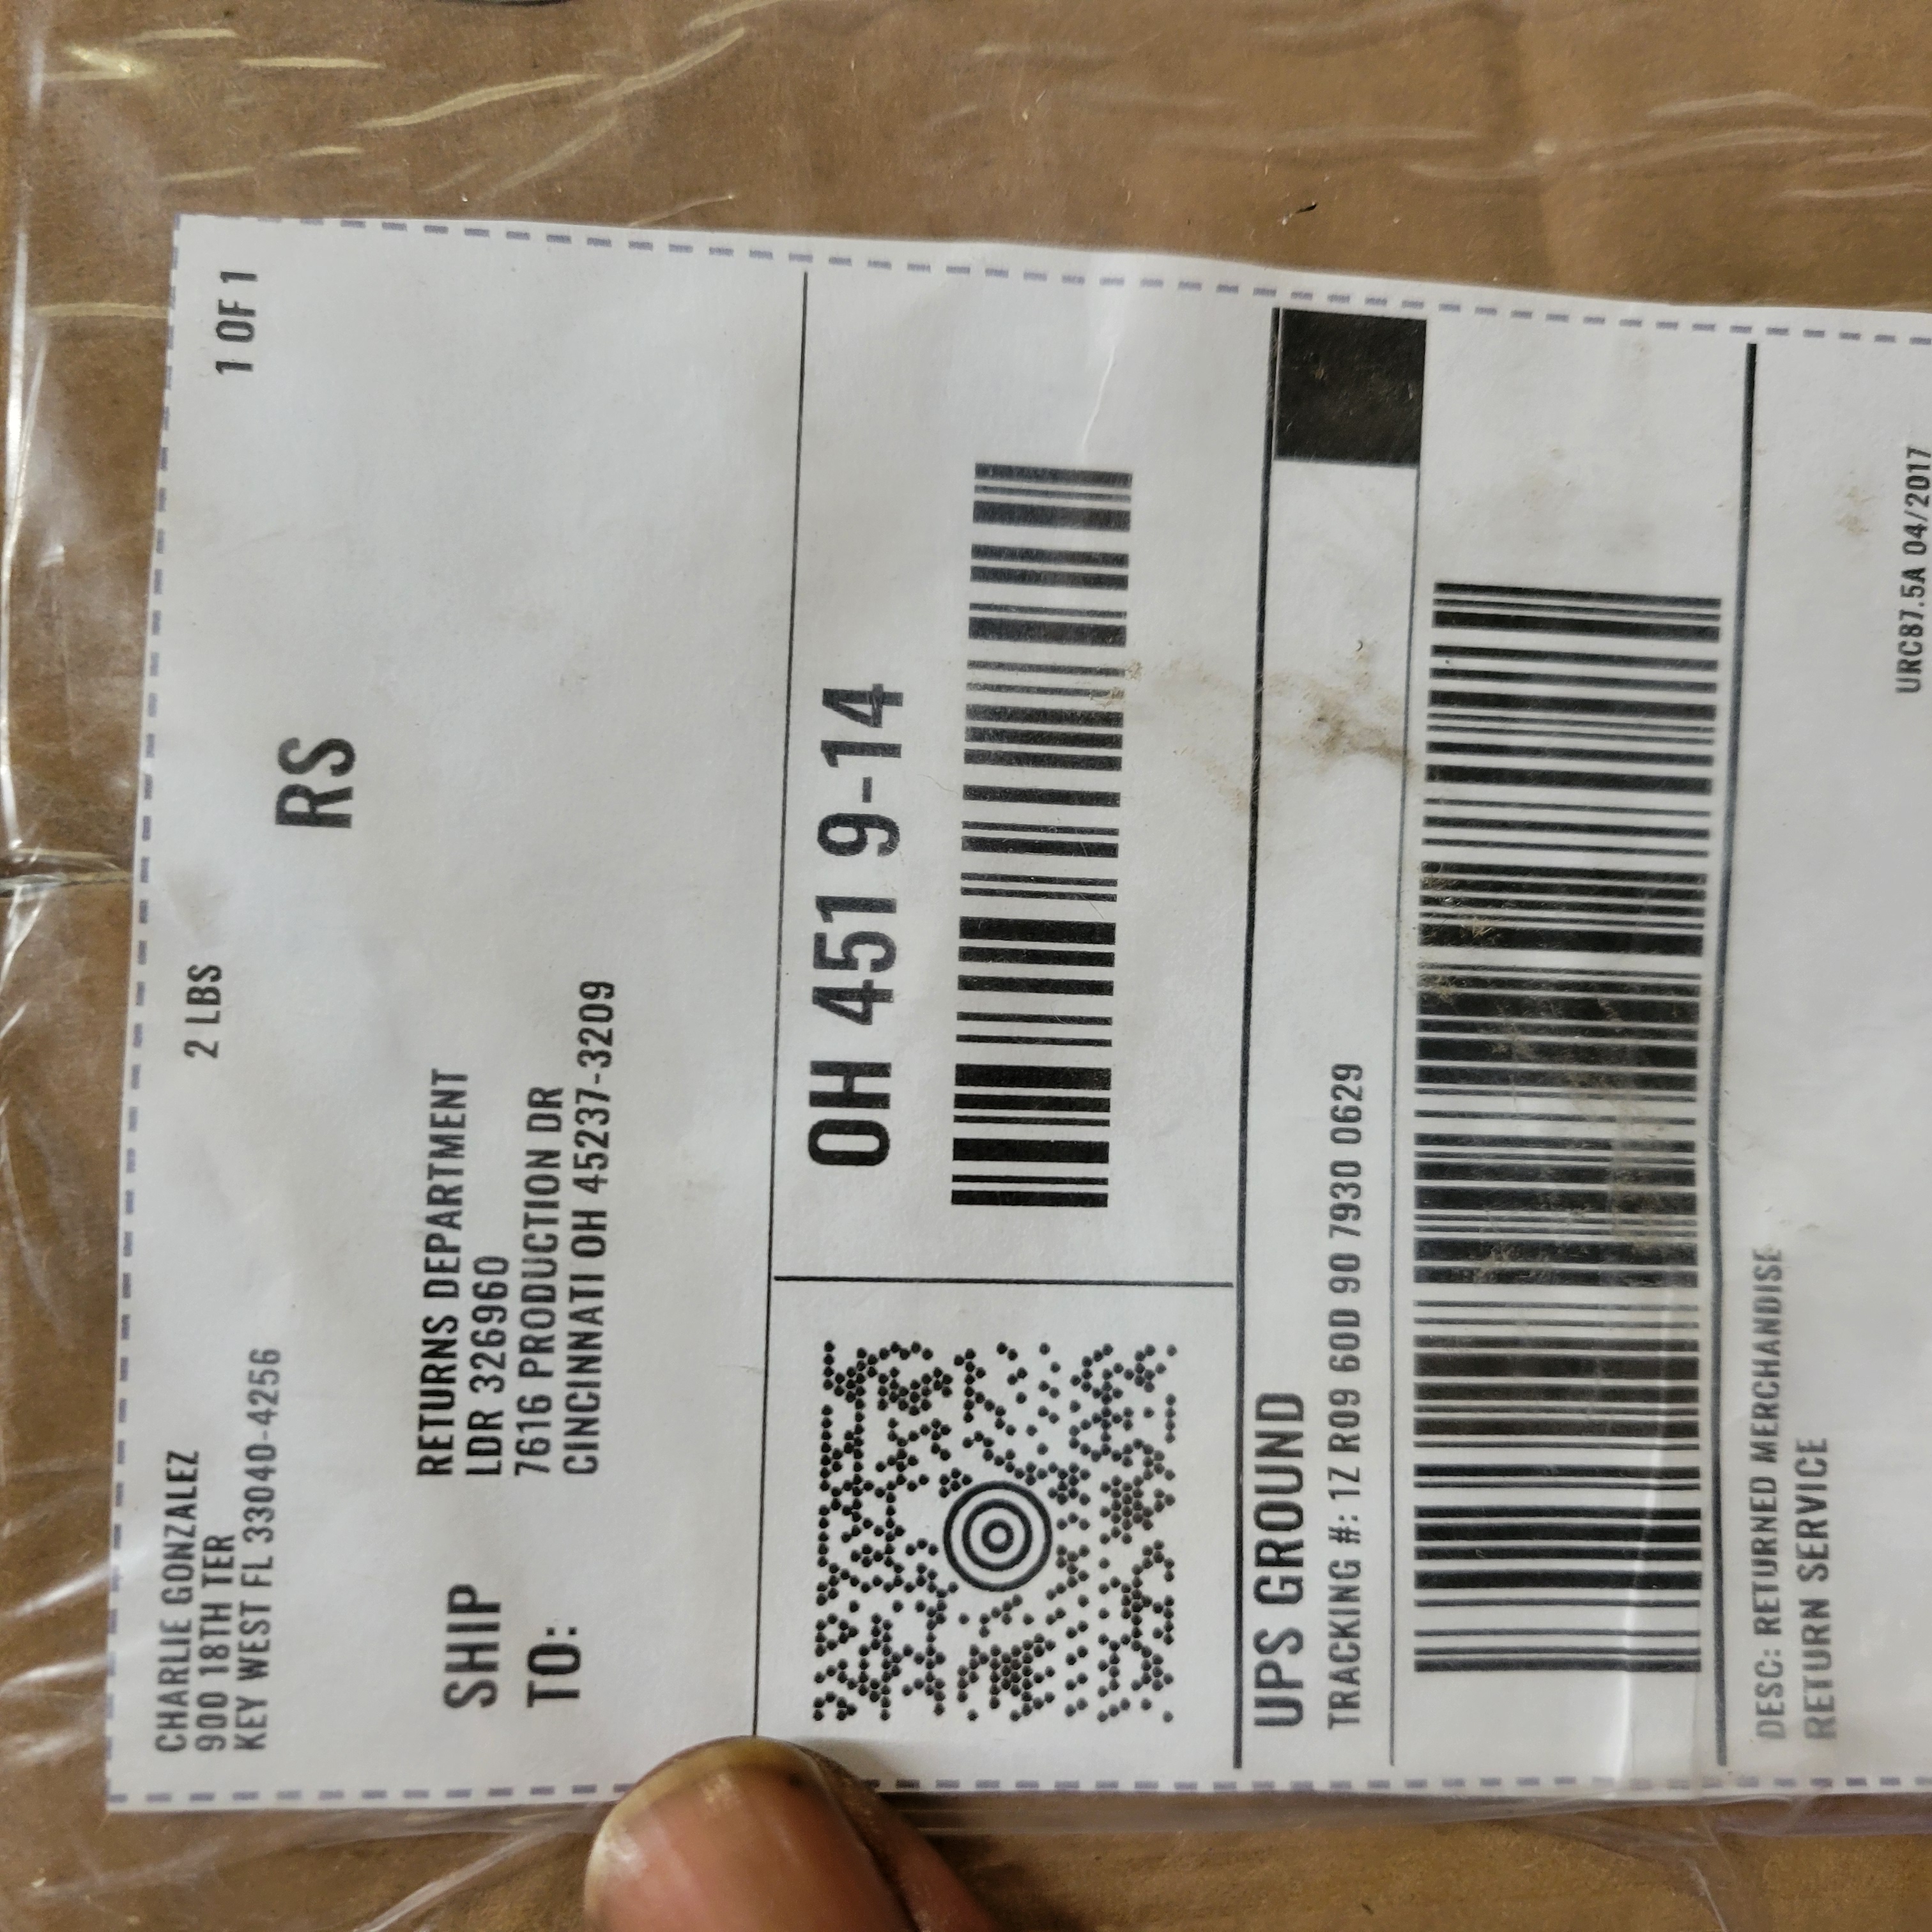 CHARLIE GONZALEZ
900 18TH TER
KEY WEST FL 33040-4256
2 LBS
1 OF 1
RS
SHIP
TO:
RETURNS DEPARTMENT
LDR 326960
7616 PRODUCTION DR
CINCINNATI OH 45237-3209
OH 451 9-14
UPS GROUND
TRACKING #: 1Z R09 60D 90 7930 0629
DESC: RETURNED MERCHANDISE
RETURN SERVICE
URC87.5A 04/2017